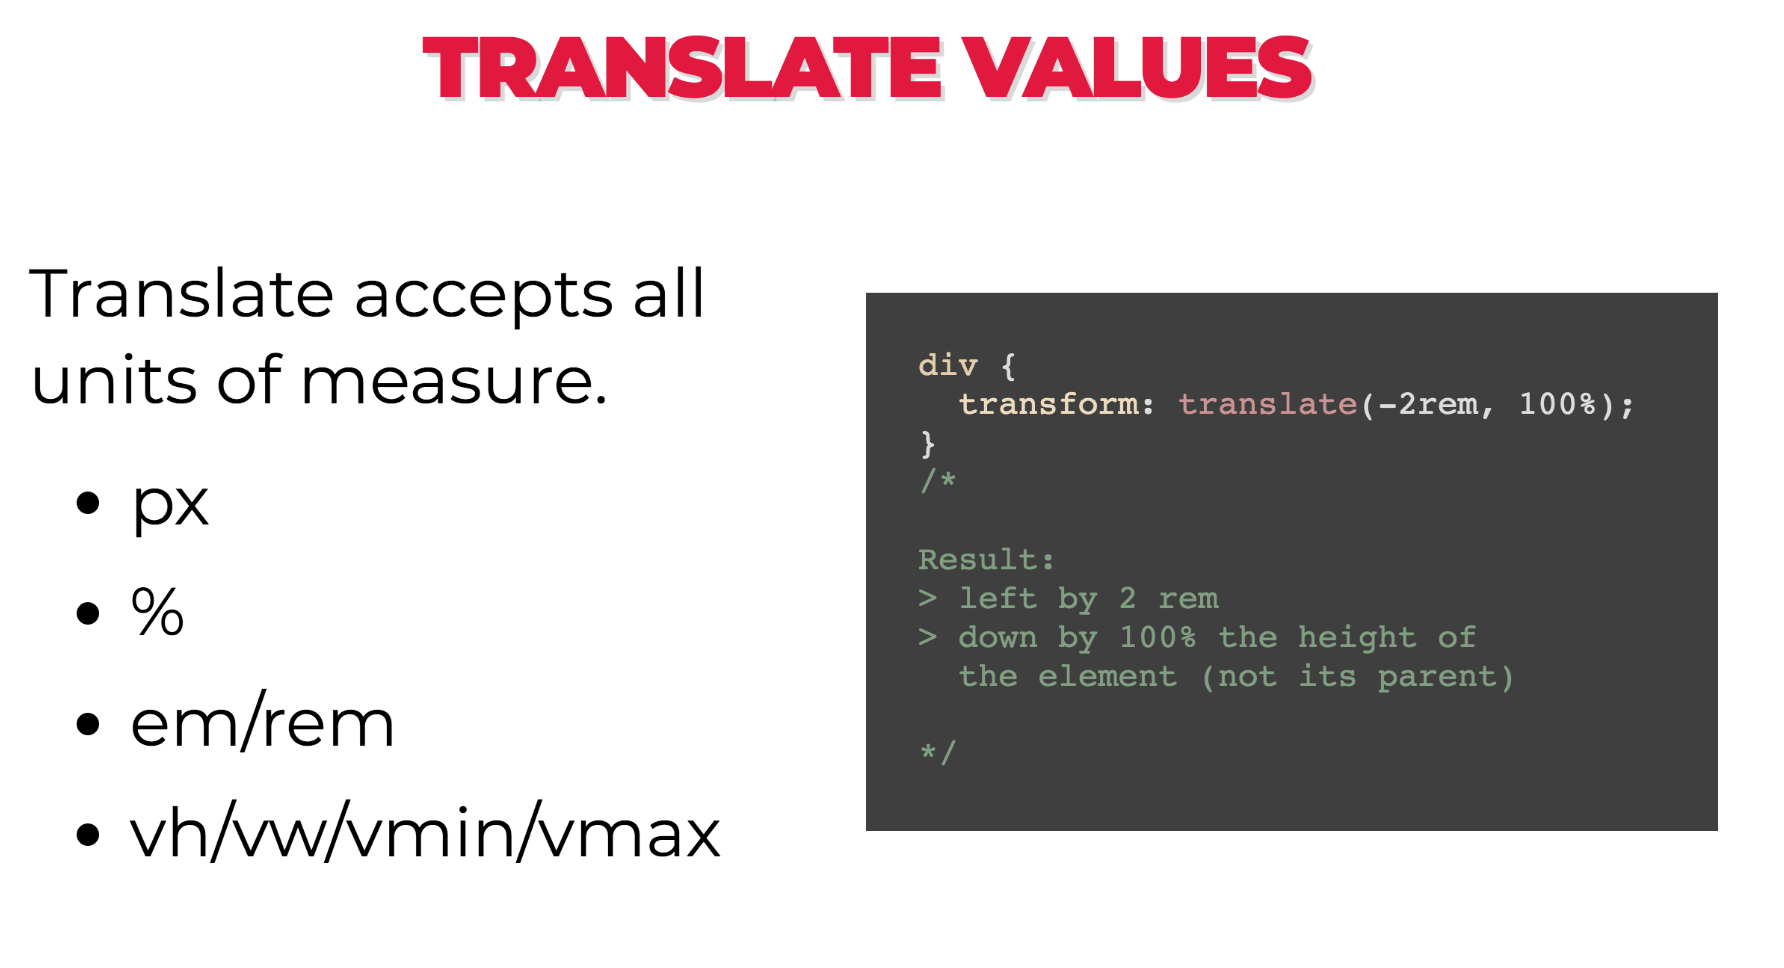 TRANSLATE VALUES
Translate accepts all
units of measure.
• px
• %
• em/rem
• vh/vw/vmin/vmax
div {
  transform: translate(-2rem, 100%);
}
/*
Result:
> left by 2 rem
> down by 100% the height of
  the element (not its parent)
*/